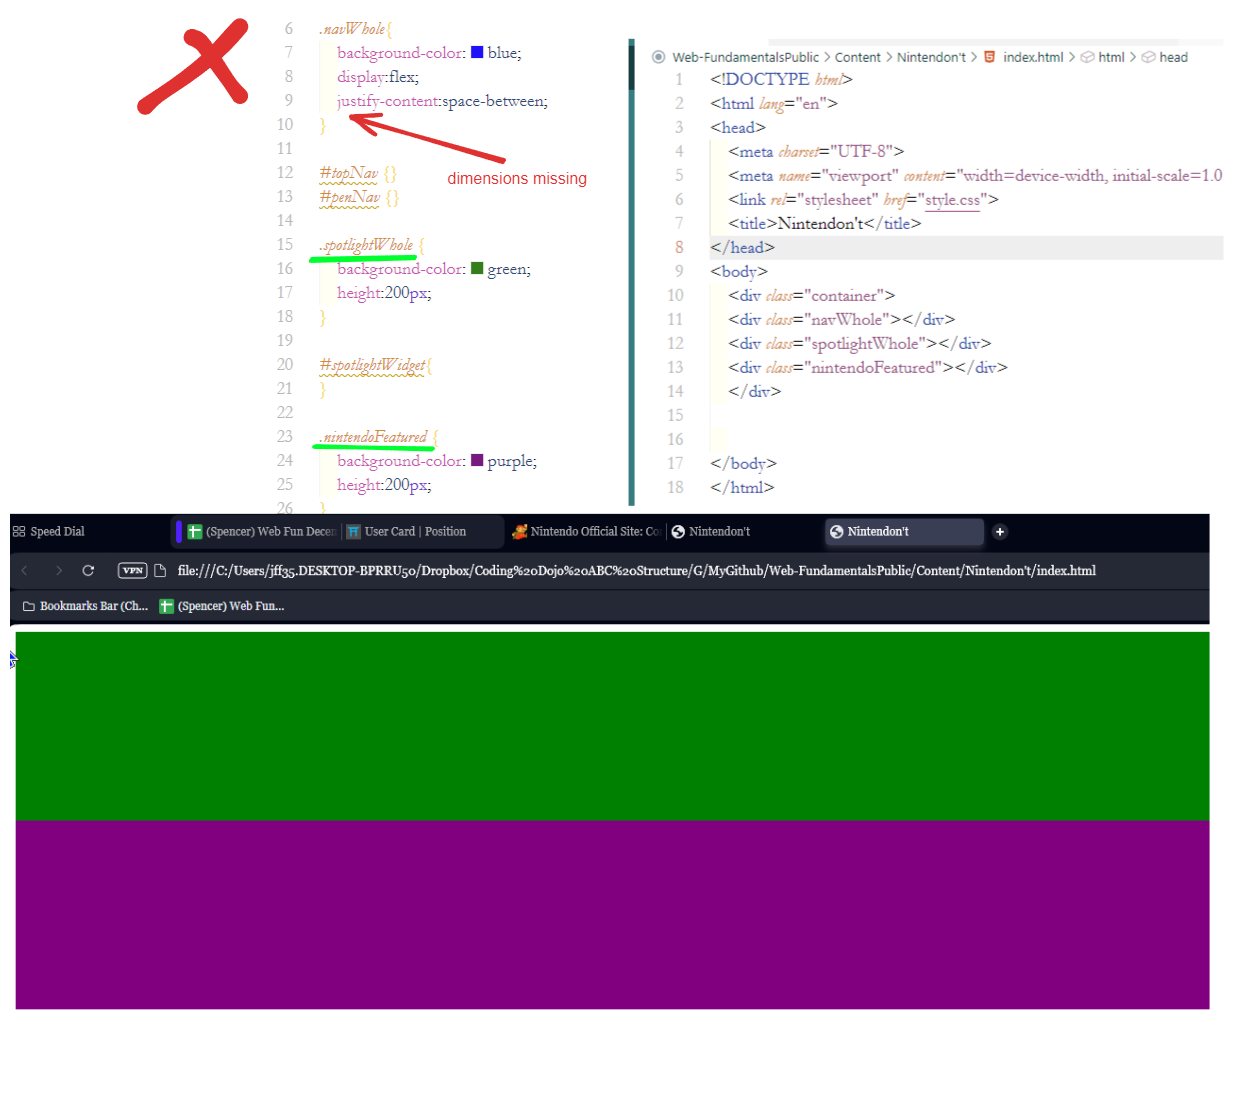 6 .navWhole{
7 background-color: blue;
8 display:flex;
9 justify-content:space-between;
10 }
11
12 #topNav {}
13 #penNav {}
14
15 .spotlightWhole {
16 background-color: green;
17 height:200px;
18 }
19
20 #spotlightWidget{
21 }
22
23 .nintendoFeatured {
24 background-color: purple;
25 height:200px;
26 }
dimensions missing
Web-FundamentalsPublic > Content > Nintendon't > index.html > html > head
1 <!DOCTYPE html>
2 <html lang="en">
3 <head>
4 <meta charset="UTF-8">
5 <meta name="viewport" content="width=device-width, initial-scale=1.0
6 <link rel="stylesheet" href="style.css">
7 <title>Nintendon't</title>
8 </head>
9 <body>
10 <div class="container">
11 <div class="navWhole"></div>
12 <div class="spotlightWhole"></div>
13 <div class="nintendoFeatured"></div>
14 </div>
15
16
17 </body>
18 </html>
Speed Dial (Spencer) Web Fun Decen User Card | Position Nintendo Official Site: Co Nintendon't Nintendon't +
VPN file:///C:/Users/jff35.DESKTOP-BPRRU50/Dropbox/Coding%20Dojo%20ABC%20Structure/G/MyGithub/Web-FundamentalsPublic/Content/Nintendon't/index.html
Bookmarks Bar (Ch... (Spencer) Web Fun...